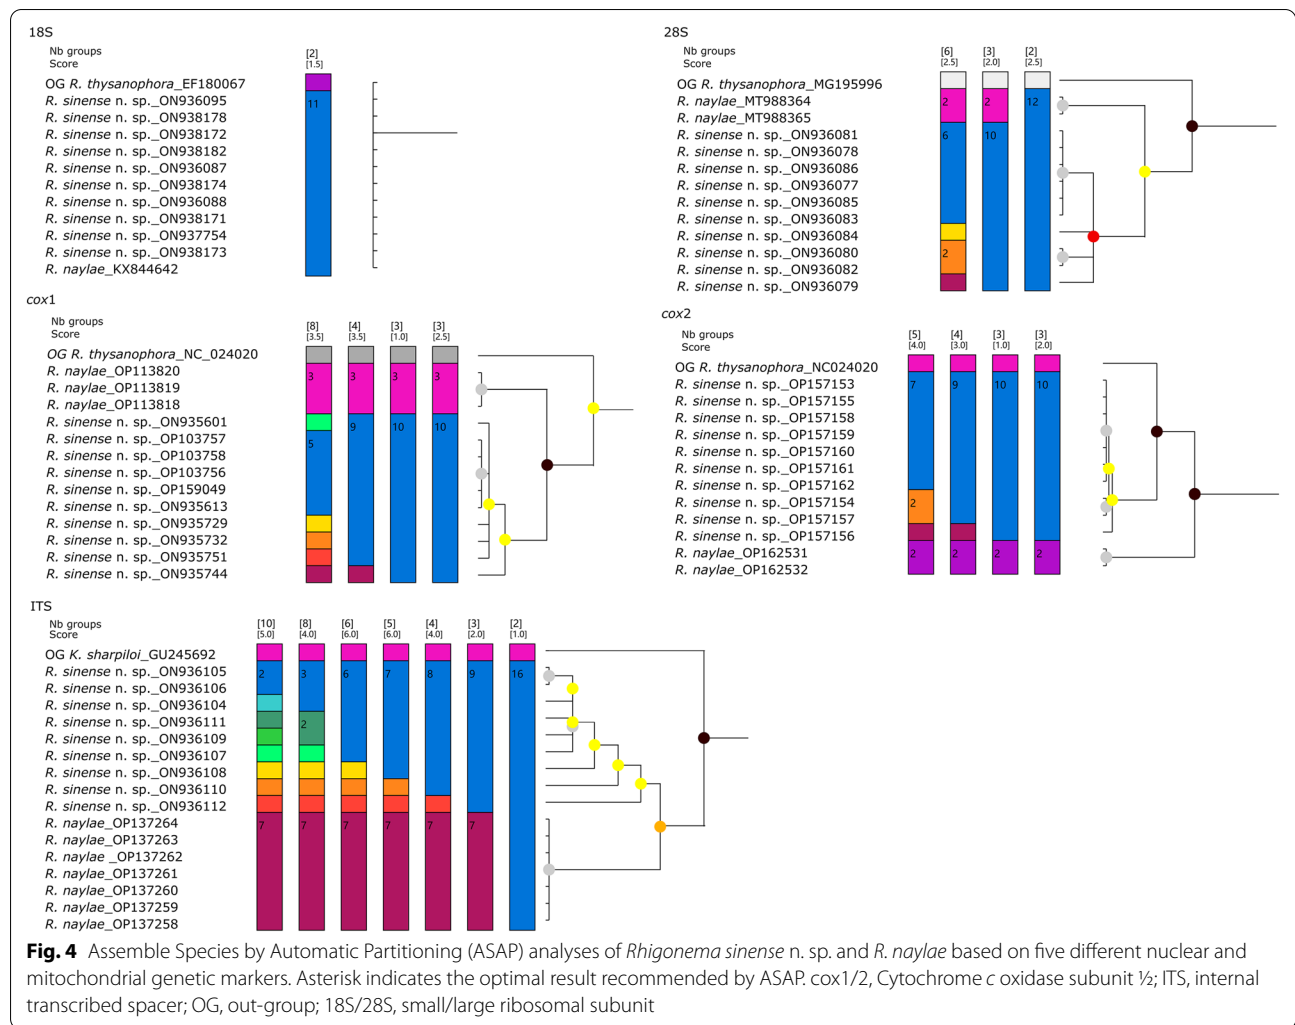 18S
Nb groups
Score
[2]
[1.5]
OG R. thysanophora_EF180067
R. sinense n. sp._ON936095
11
R. sinense n. sp._ON938178
R. sinense n. sp._ON938172
R. sinense n. sp._ON938182
R. sinense n. sp._ON936087
R. sinense n. sp._ON938174
R. sinense n. sp._ON936088
R. sinense n. sp._ON938171
R. sinense n. sp._ON937754
R. sinense n. sp._ON938173
R. naylae_KX844642
28S
Nb groups
Score
[6] [3] [2]
[2.5] [2.0] [2.5]
OG R. thysanophora_MG195996
R. naylae_MT988364
2 2 12
R. naylae_MT988365
R. sinense n. sp._ON936081
6 10
R. sinense n. sp._ON936078
R. sinense n. sp._ON936086
R. sinense n. sp._ON936077
R. sinense n. sp._ON936085
R. sinense n. sp._ON936083
R. sinense n. sp._ON936084
R. sinense n. sp._ON936080
2
R. sinense n. sp._ON936082
R. sinense n. sp._ON936079
cox1
Nb groups
Score
[8] [4] [3] [3]
[3.5] [3.5] [1.0] [2.5]
OG R. thysanophora_NC_024020
R. naylae_OP113820
3 3 3 3
R. naylae_OP113819
R. naylae_OP113818
R. sinense n. sp._ON935601
9 10 10
R. sinense n. sp._OP103757
5
R. sinense n. sp._OP103758
R. sinense n. sp._OP103756
R. sinense n. sp._OP159049
R. sinense n. sp._ON935613
R. sinense n. sp._ON935729
R. sinense n. sp._ON935732
R. sinense n. sp._ON935751
R. sinense n. sp._ON935744
cox2
Nb groups
Score
[5] [4] [3] [3]
[4.0] [3.0] [1.0] [2.0]
OG R. thysanophora_NC024020
R. sinense n. sp._OP157153
7 9 10 10
R. sinense n. sp._OP157155
R. sinense n. sp._OP157158
R. sinense n. sp._OP157159
R. sinense n. sp._OP157160
R. sinense n. sp._OP157161
R. sinense n. sp._OP157162
R. sinense n. sp._OP157154
2
R. sinense n. sp._OP157157
R. sinense n. sp._OP157156
R. naylae_OP162531
2 2 2 2
R. naylae_OP162532
ITS
Nb groups
Score
[10] [8] [6] [5] [4] [3] [2]
[5.0] [4.0] [6.0] [6.0] [4.0] [2.0] [1.0]
OG K. sharpiloi_GU245692
R. sinense n. sp._ON936105
2 3 6 7 8 9 16
R. sinense n. sp._ON936106
R. sinense n. sp._ON936104
R. sinense n. sp._ON936111
2
R. sinense n. sp._ON936109
R. sinense n. sp._ON936107
R. sinense n. sp._ON936108
R. sinense n. sp._ON936110
R. sinense n. sp._ON936112
R. naylae_OP137264
7 7 7 7 7 7
R. naylae_OP137263
R. naylae _OP137262
R. naylae_OP137261
R. naylae_OP137260
R. naylae_OP137259
R. naylae_OP137258
Fig. 4 Assemble Species by Automatic Partitioning (ASAP) analyses of Rhigonema sinense n. sp. and R. naylae based on five different nuclear and
mitochondrial genetic markers. Asterisk indicates the optimal result recommended by ASAP. cox1/2, Cytochrome c oxidase subunit ½; ITS, internal
transcribed spacer; OG, out-group; 18S/28S, small/large ribosomal subunit